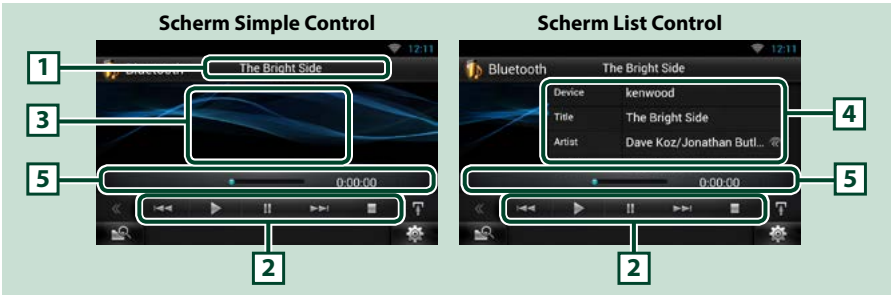 Scherm Simple Control
Scherm List Control
12:11
Bluetooth
The Bright Side
0:00:00
1
3
5
2
12:11
Bluetooth
The Bright Side
Device kenwood
Title The Bright Side
Artist Dave Koz/Jonathan Butl...
0:00:00
4
5
2